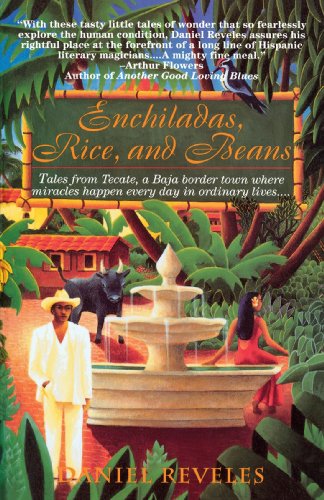 "With these tasty little tales of wonder that so fearlessly
explore the human condition, Daniel Reveles assures his
rightful place at the forefront of a long line of Hispanic
literary magicians....A mighty fine meal."
–Arthur Flowers
Author of Another Good Loving Blues
Enchiladas,
Rice, and Beans
Tales from Tecate, a Baja border town where
miracles happen every day in ordinary lives....
DANIEL REVELES